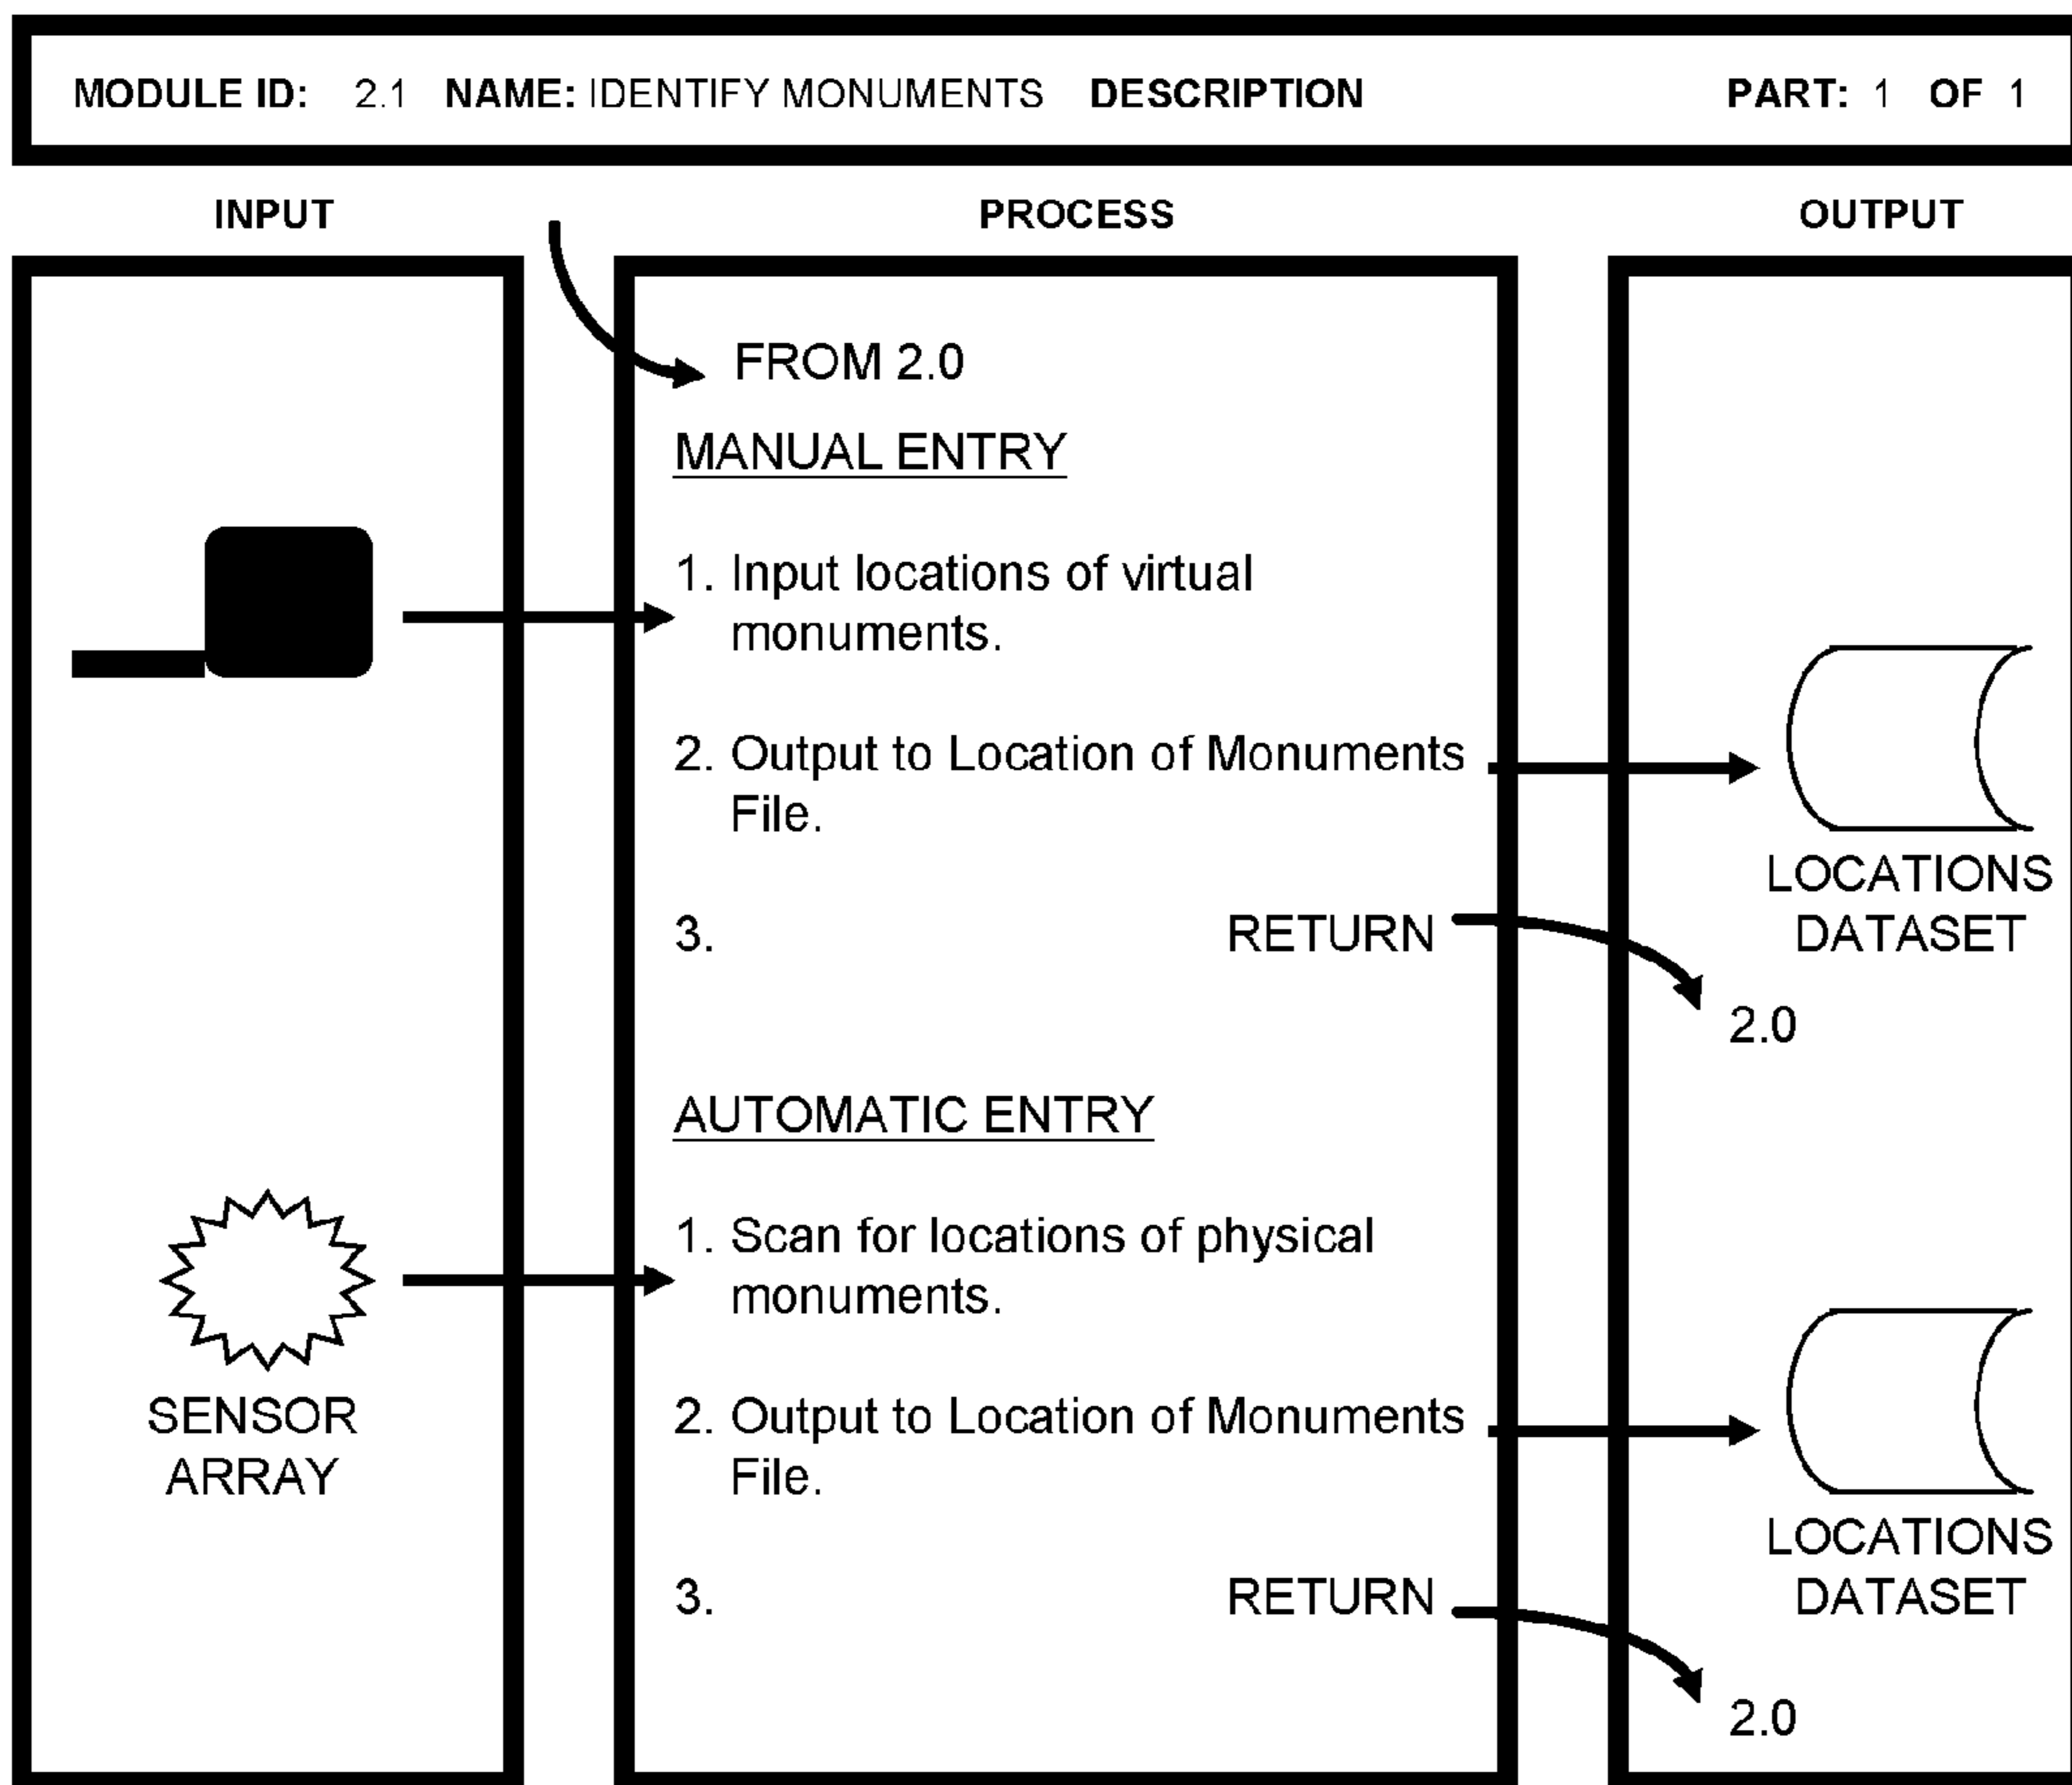 MODULE ID: 2.1 NAME: IDENTIFY MONUMENTS DESCRIPTION PART: 1 OF 1
INPUT
PROCESS
OUTPUT
FROM 2.0
MANUAL ENTRY
1. Input locations of virtual
monuments.
2. Output to Location of Monuments
File.
LOCATIONS
DATASET
3. RETURN
2.0
AUTOMATIC ENTRY
1. Scan for locations of physical
monuments.
SENSOR
ARRAY
2. Output to Location of Monuments
File.
LOCATIONS
DATASET
3. RETURN
2.0